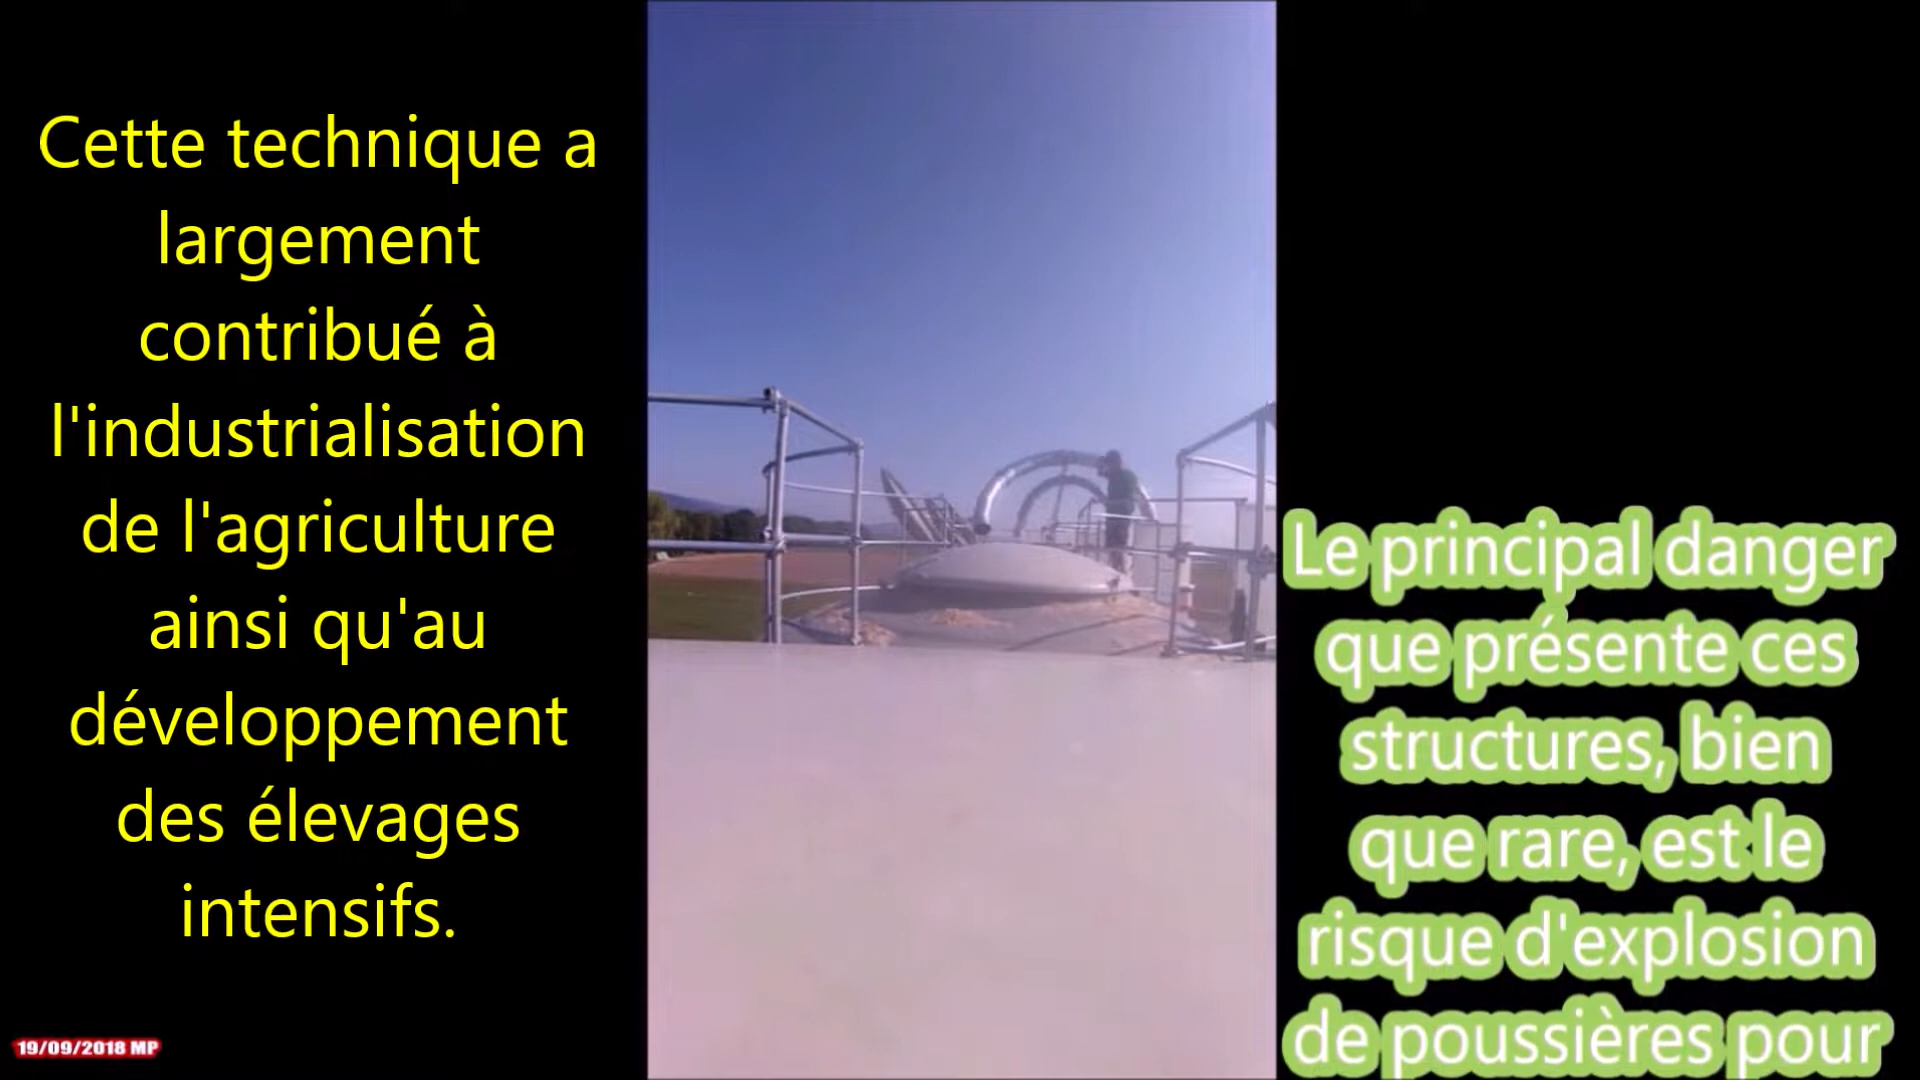 Cette technique a
largement
contribué à
l'industrialisation
de l'agriculture
ainsi qu'au
développement
des élevages
intensifs.
19/09/2018 MP
Le principal danger
que présente ces
structures, bien
que rare, est le
risque d'explosion
de poussières pour